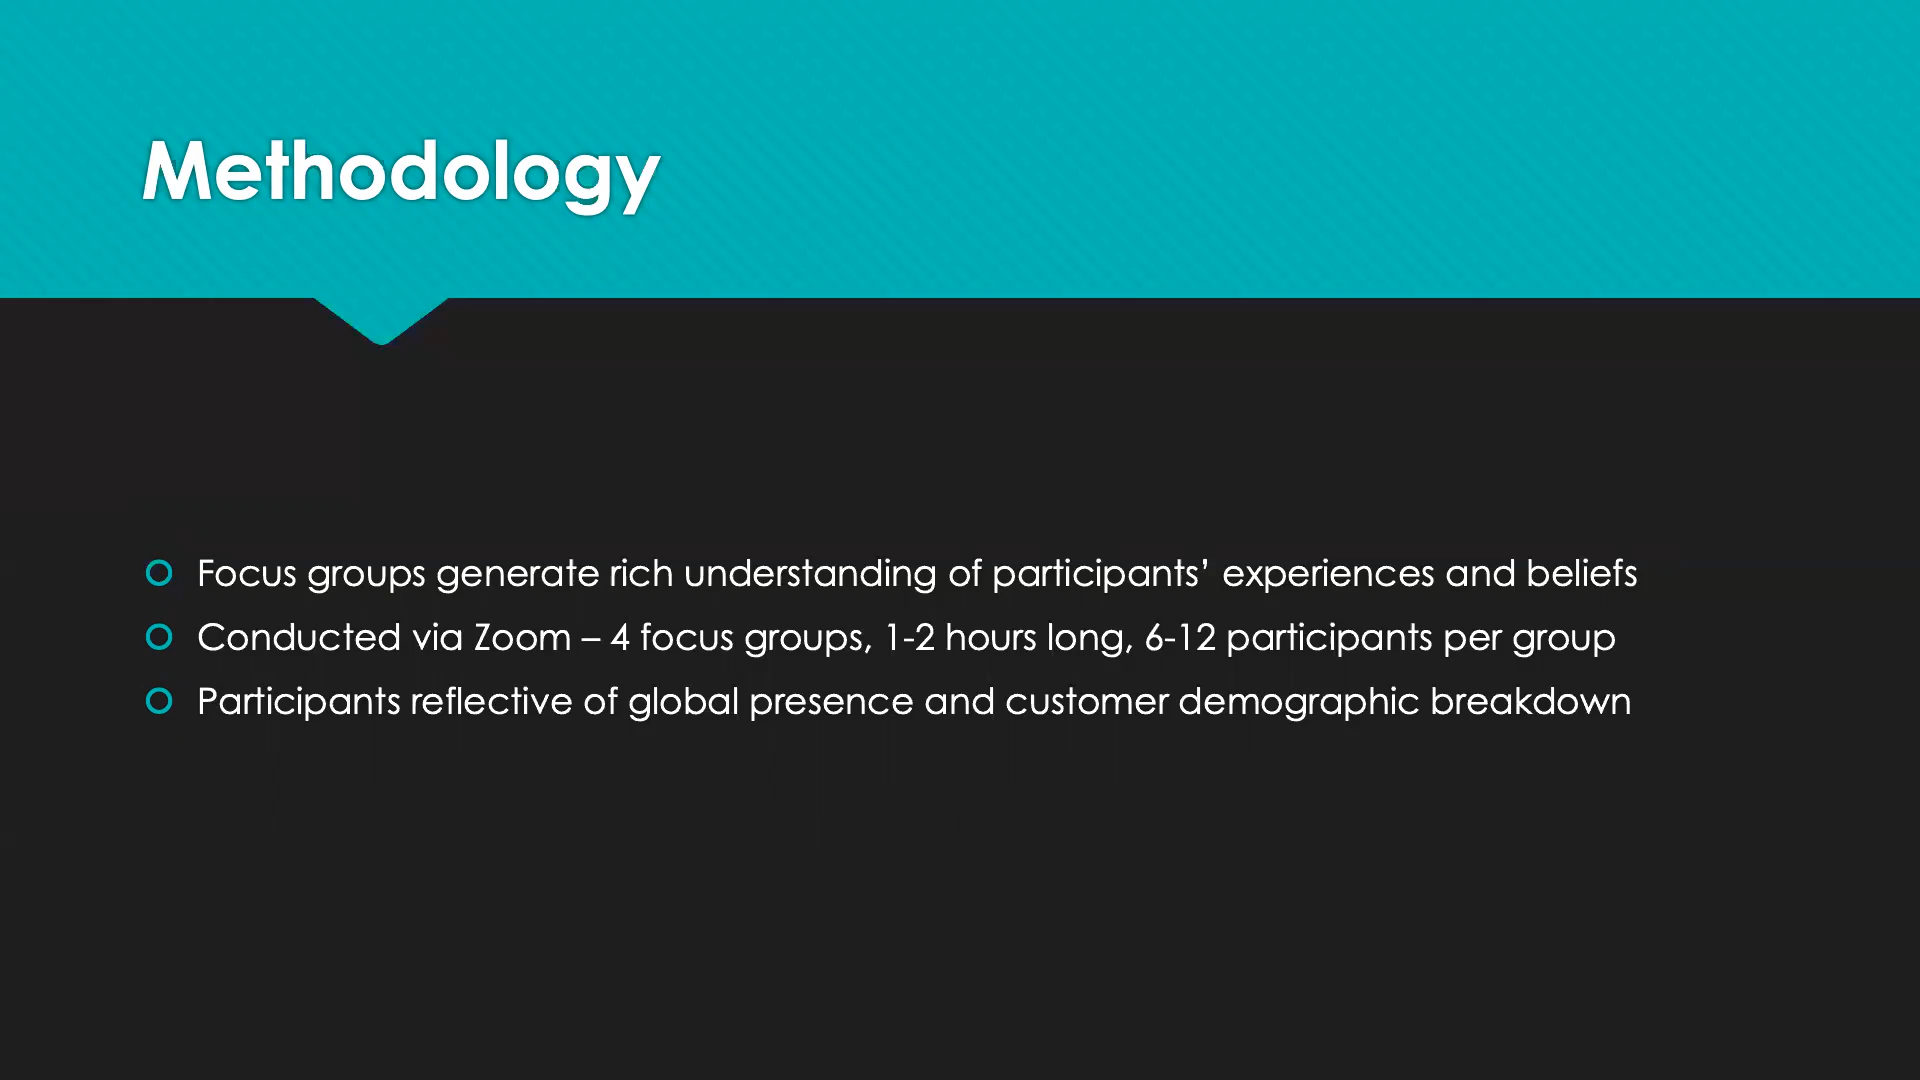 Methodology
Focus groups generate rich understanding of participants’ experiences and beliefs
Conducted via Zoom – 4 focus groups, 1-2 hours long, 6-12 participants per group
Participants reflective of global presence and customer demographic breakdown